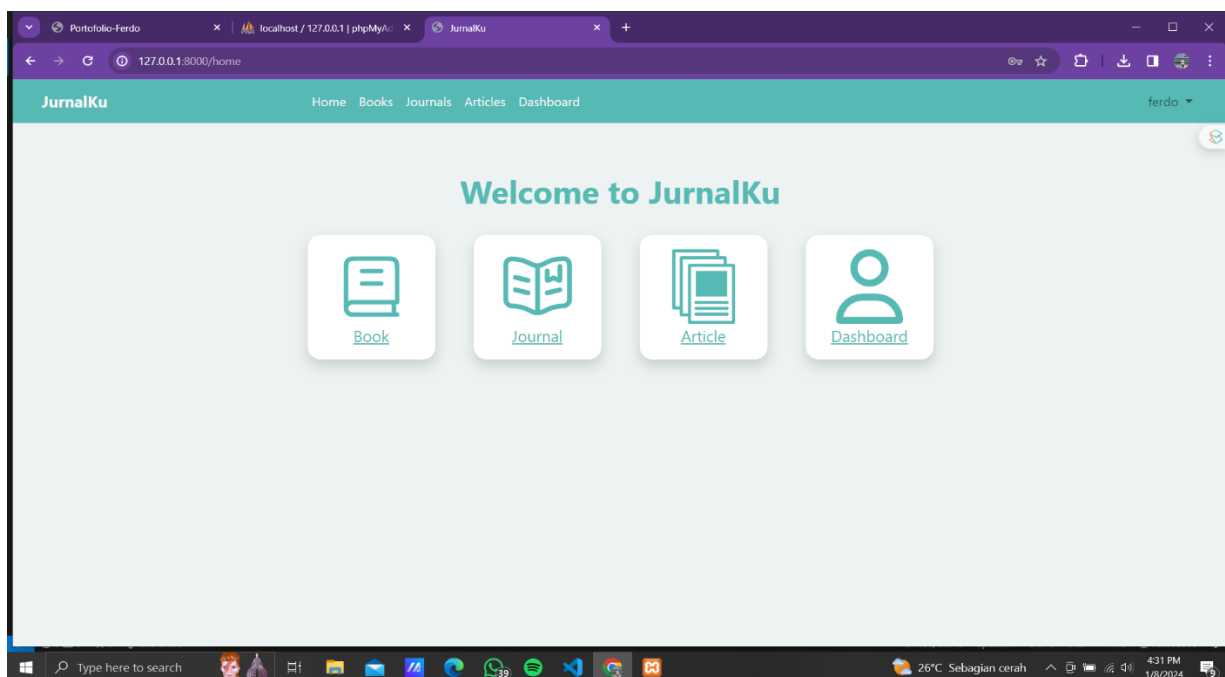 Portofolio-Ferdo
localhost / 127.0.0.1 | phpMyAd
JurnalKu
127.0.0.1:8000/home
JurnalKu Home Books Journals Articles Dashboard ferdo
Welcome to JurnalKu
Book Journal Article Dashboard
Type here to search
39
26°C Sebagian cerah
4:31 PM
1/8/2024
9